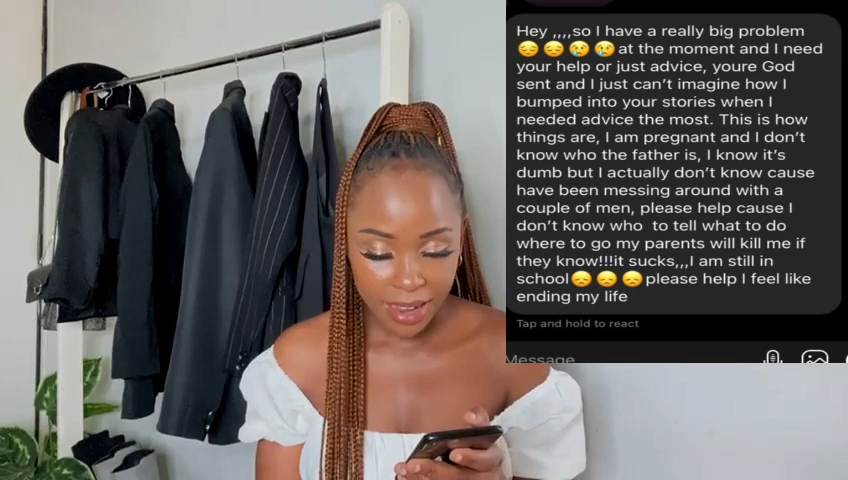 Hey ,,,,so I have a really big problem
😔😔😢😢at the moment and I need
your help or just advice, youre God
sent and I just can't imagine how I
bumped into your stories when I
needed advice the most. This is how
things are, I am pregnant and I don't
know who the father is, I know it's
dumb but I actually don't know cause
have been messing around with a
couple of men, please help cause I
don't know who  to tell what to do
where to go my parents will kill me if
they know!!!it sucks,,,I am still in
school😞😞😞please help I feel like
ending my life
Tap and hold to react
Message